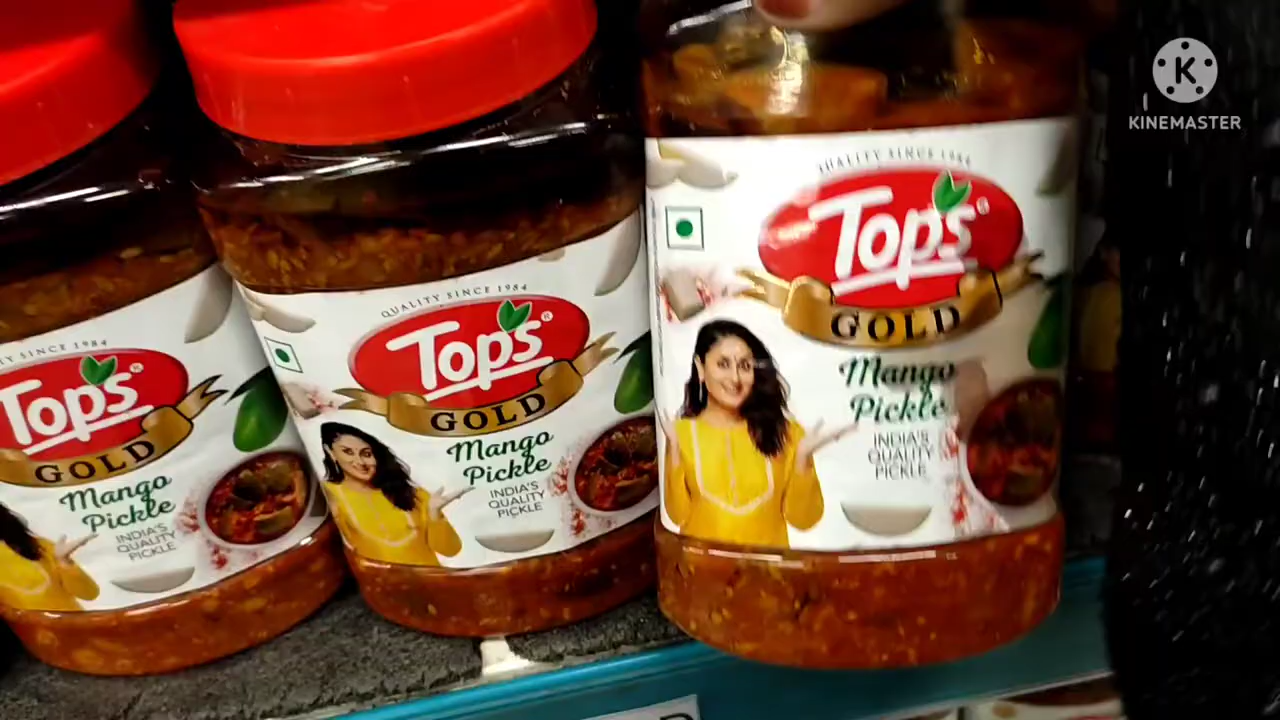 K
KINEMASTER
QUALITY SINCE 1984
Tops®
GOLD
Mango
Pickle
INDIA'S
QUALITY
PICKLE
QUALITY SINCE 1984
Tops®
GOLD
Mango
Pickle
INDIA'S
QUALITY
PICKLE
TY SINCE 1984
Tops®
GOLD
Mango
Pickle
INDIA'S
QUALITY
PICKLE